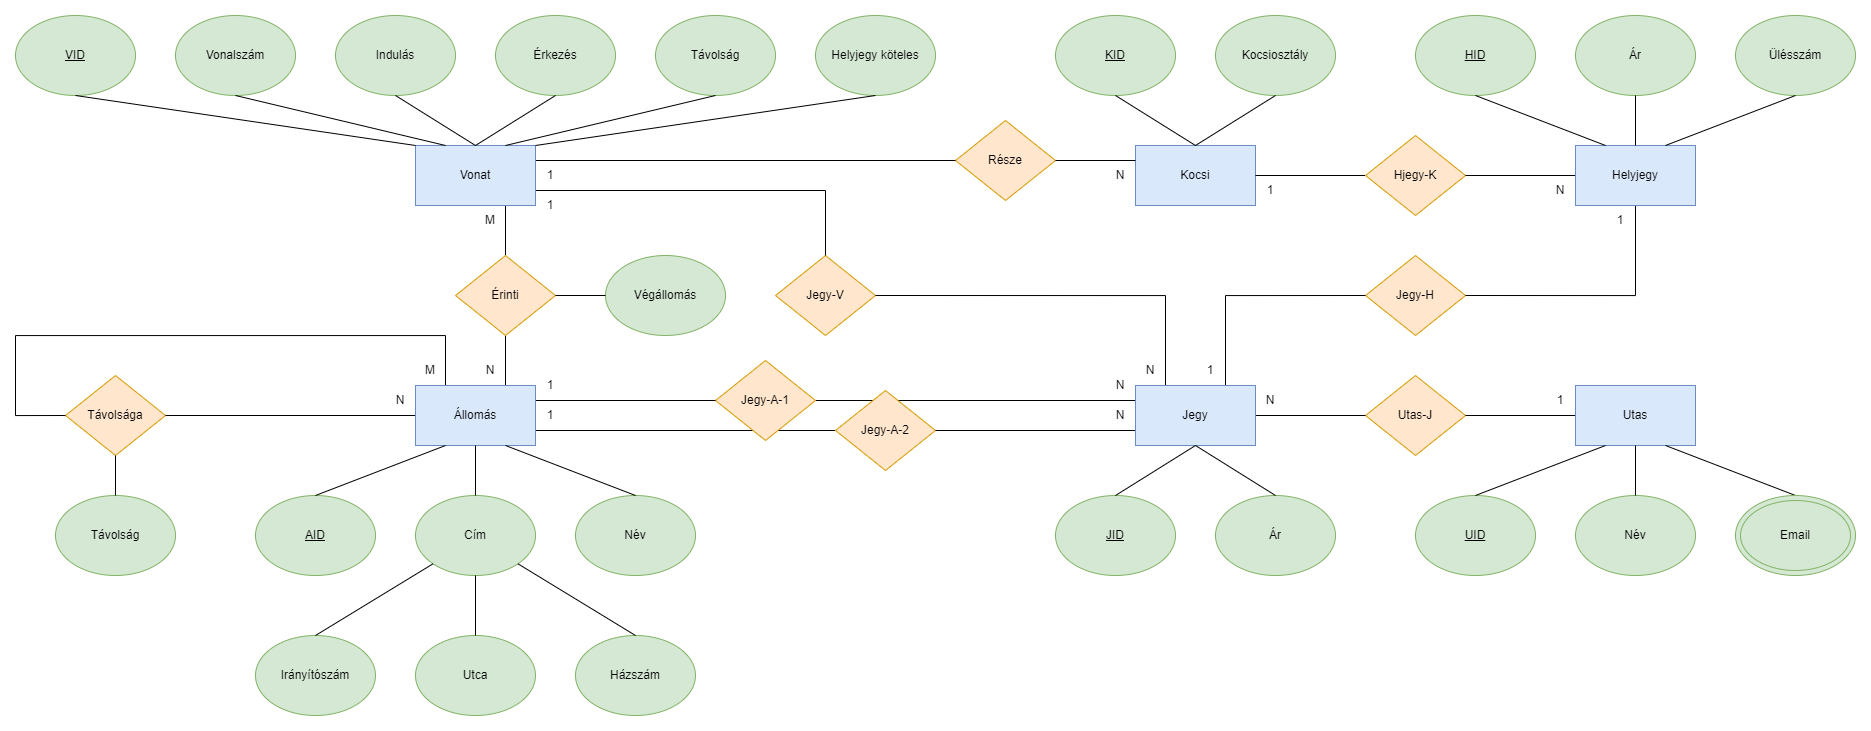 VID
Vonalszám
Indulás
Érkezés
Távolság
Helyjegy köteles
KID
Kocsiosztály
HID
Ár
Ülésszám
Vonat
1
Része
N
Kocsi
1
Hjegy-K
N
Helyjegy
1
M
1
Érinti
Végállomás
Jegy-V
Jegy-H
M
N
1
N
N
1
Távolsága
N
Állomás
1
Jegy-A-1
Jegy-A-2
N
Jegy
N
Utas-J
1
Utas
Távolság
AID
Cím
Név
JID
Ár
UID
Név
Email
Irányítószám
Utca
Házszám